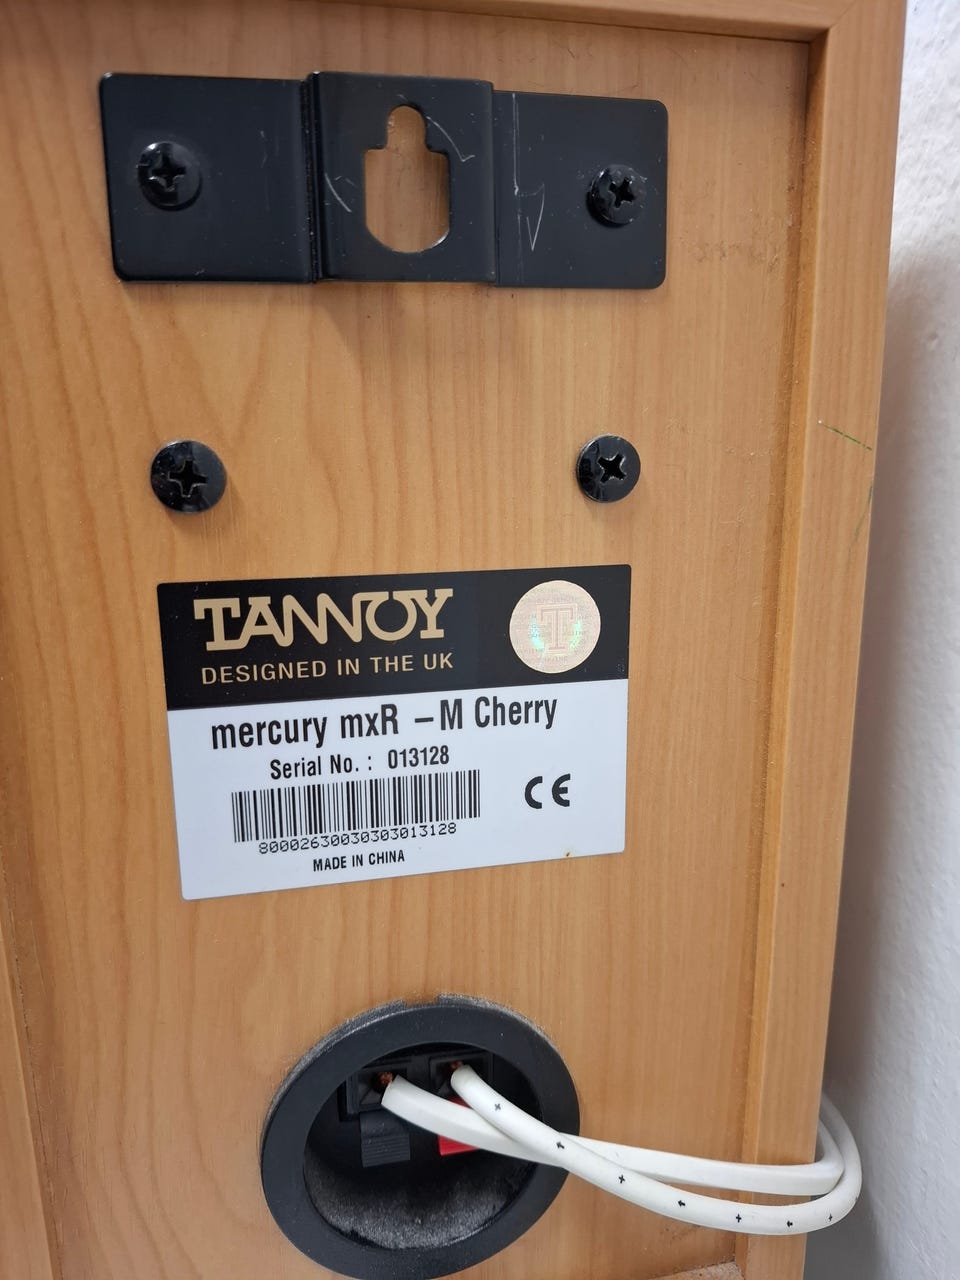 TANNOY
DESIGNED IN THE UK
T
mercury mxR – M Cherry
Serial No. : 013128
CE
80002630030303013128
MADE IN CHINA